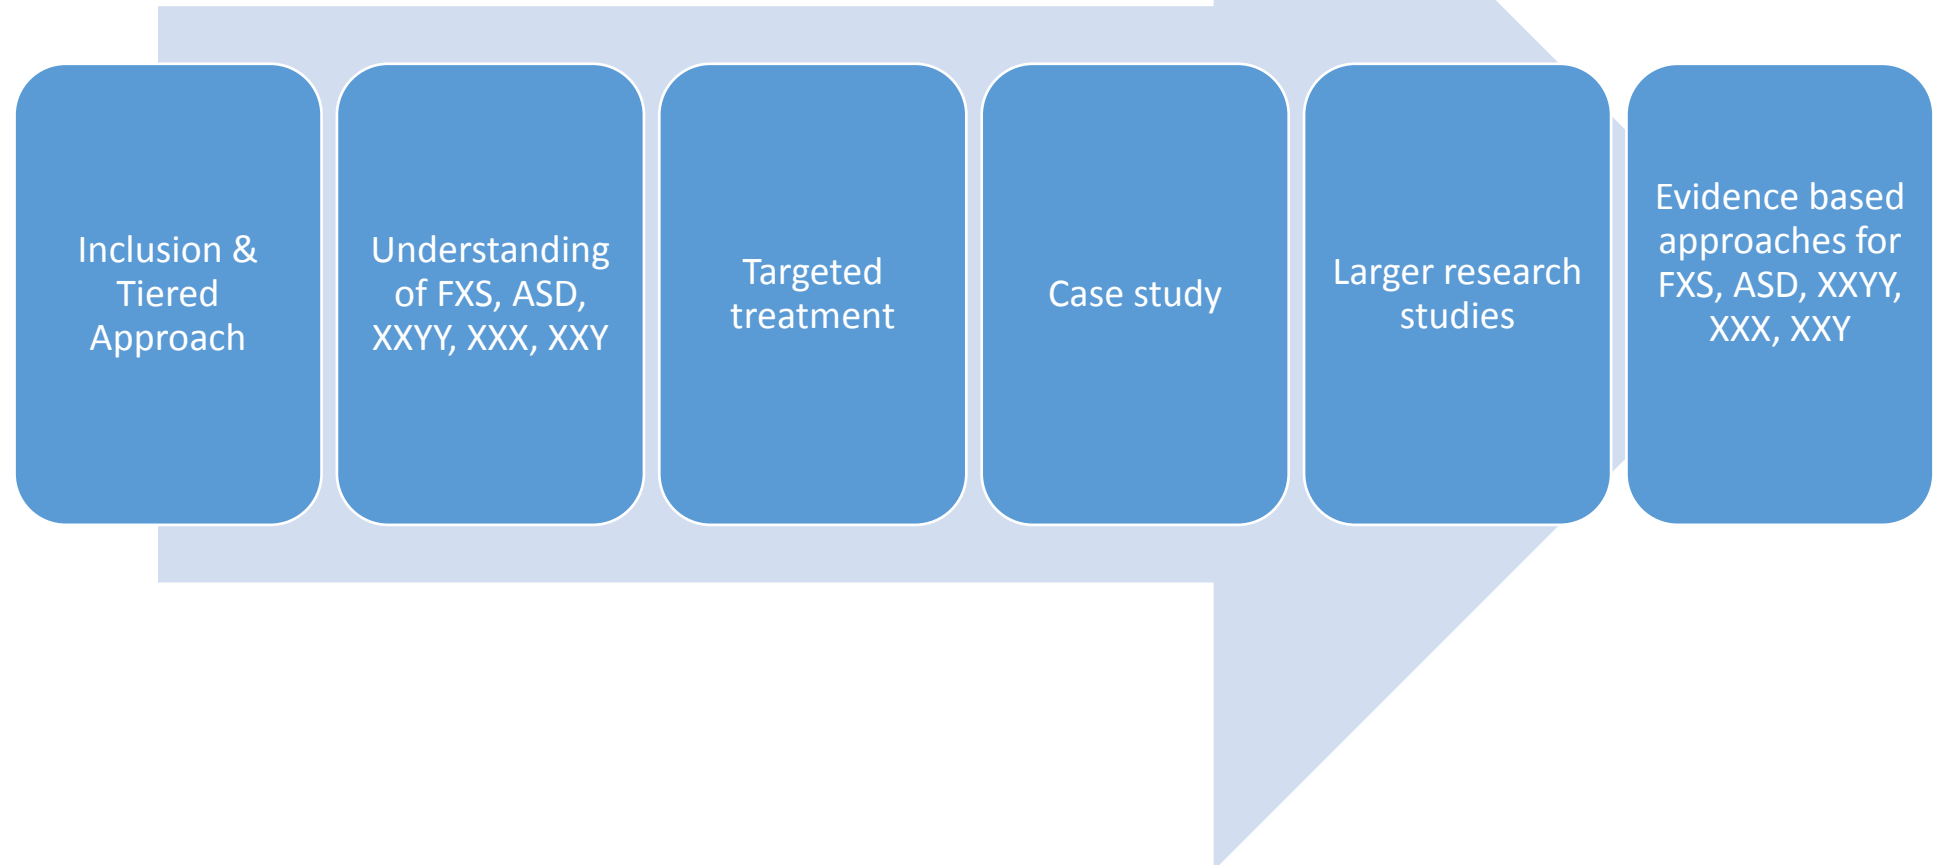 Inclusion &
Tiered
Approach
Understanding
of FXS, ASD,
XXYY, XXX, XXY
Targeted
treatment
Case study
Larger research
studies
Evidence based
approaches for
FXS, ASD, XXYY,
XXX, XXY